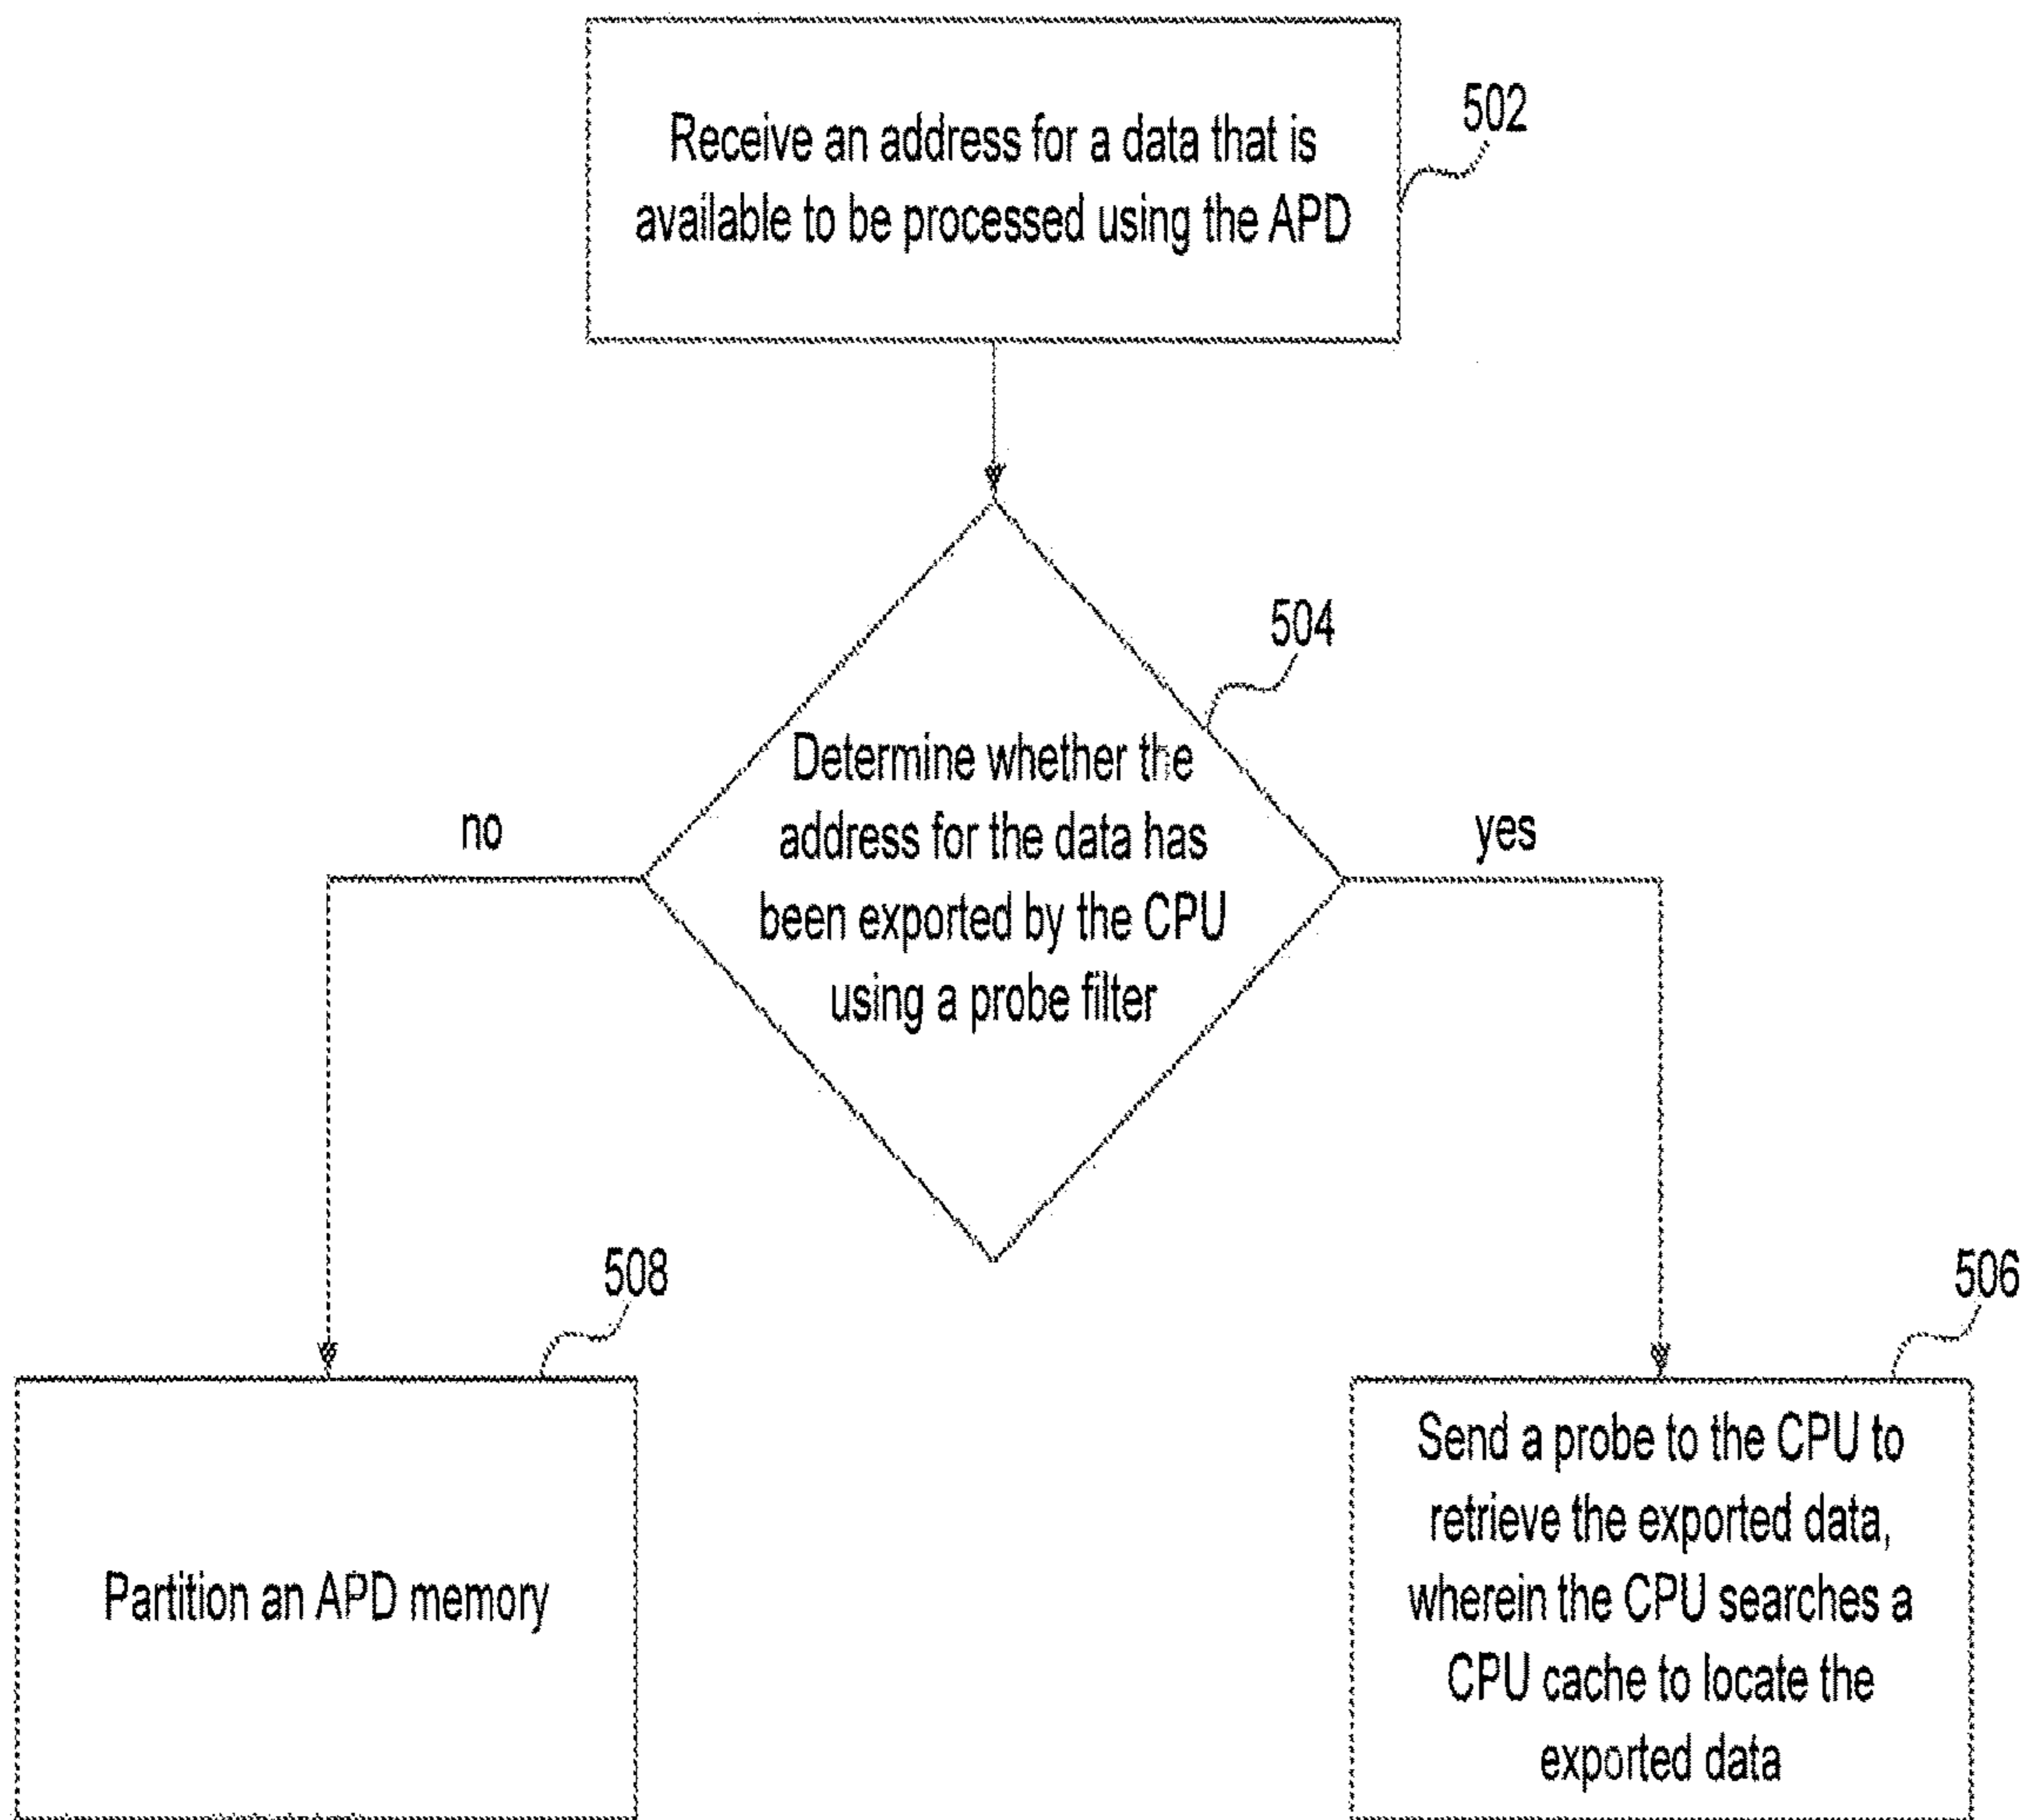 Receive an address for a data that is
available to be processed using the APD
502
504
Determine whether the
address for the data has
been exported by the CPU
using a probe filter
no
yes
508
506
Partition an APD memory
Send a probe to the CPU to
retrieve the exported data,
wherein the CPU searches a
CPU cache to locate the
exported data